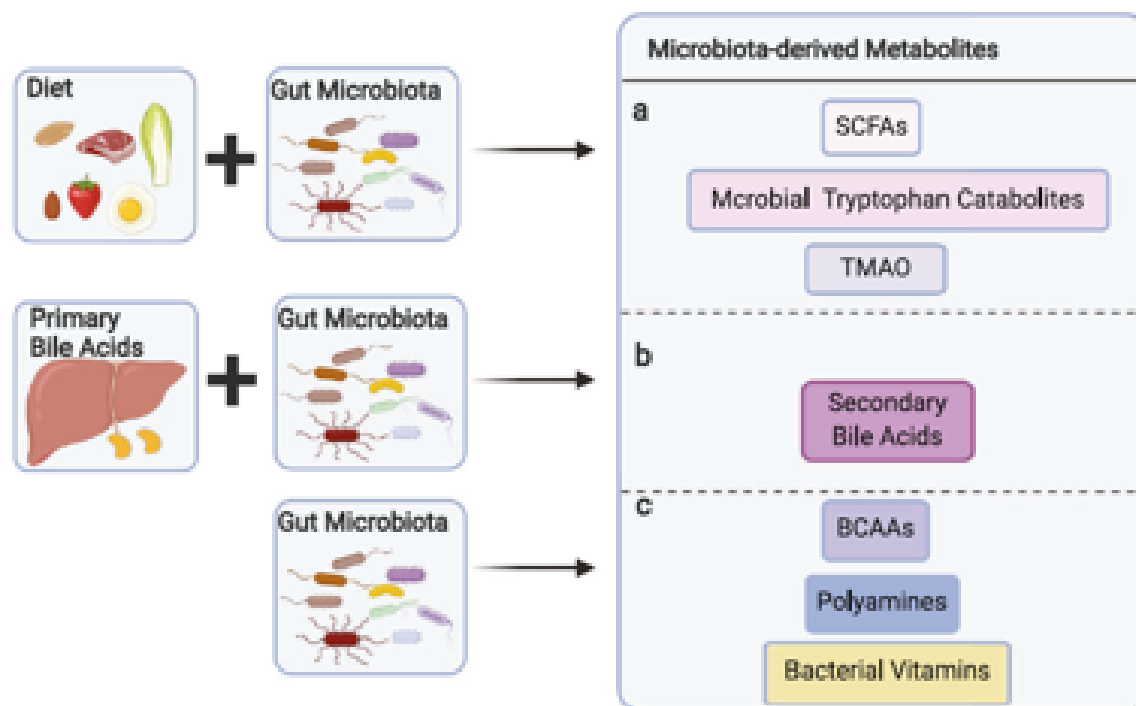 Microbiota-derived Metabolites
Diet
Gut Microbiota
a
SCFAs
Mcrobial Tryptophan Catabolites
TMAO
Primary
Bile Acids
Gut Microbiota
b
Secondary
Bile Acids
Gut Microbiota
c
BCAAs
Polyamines
Bacterial Vitamins